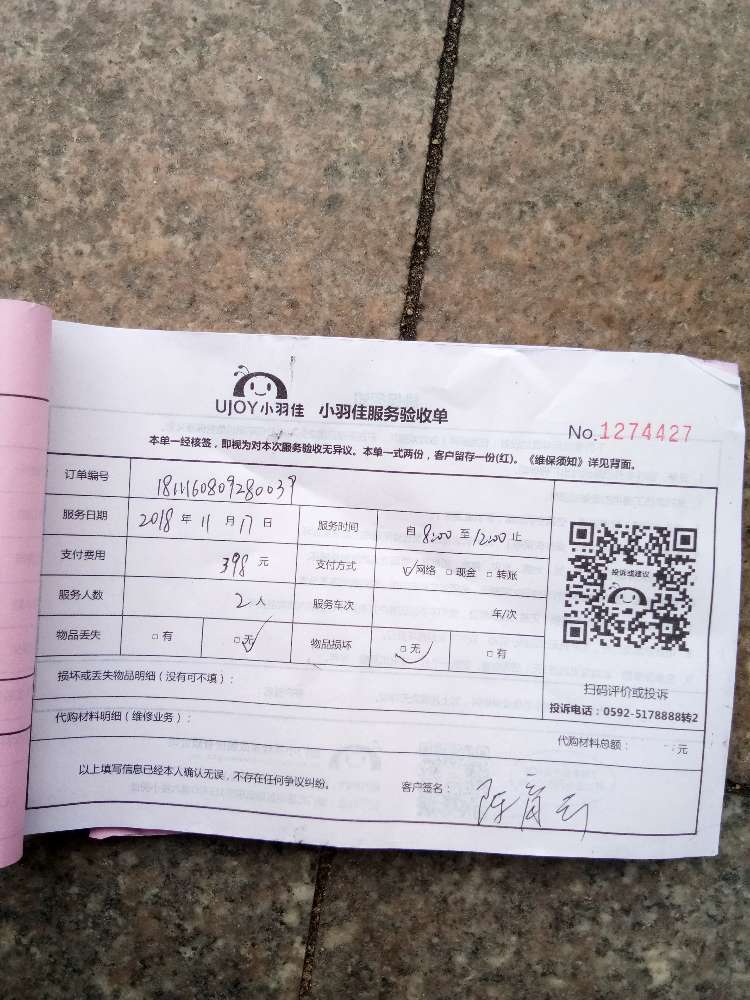 UJOY小羽佳 小羽佳服务验收单
No.1274427
本单一经核签，即视为对本次服务验收无异议。本单一式两份，客户留存一份(红)。《维保须知》详见背面。
订单编号 1811160809280039
服务日期 2018 年 11 月 17 日 服务时间 自 8:00 至 12:00 止
支付费用 398 元 支付方式 ☑网络 □现金 □转账
投诉或建议
服务人数 2 人 服务车次 年/次
物品丢失 □有 ☑无 物品损坏 ☑无 □有
损坏或丢失物品明细（没有可不填）：
扫码评价或投诉
投诉电话：0592-5178888转2
代购材料明细（维修业务）： 代购材料总额： 元
以上填写信息已经本人确认无误，不存在任何争议纠纷。 客户签名：